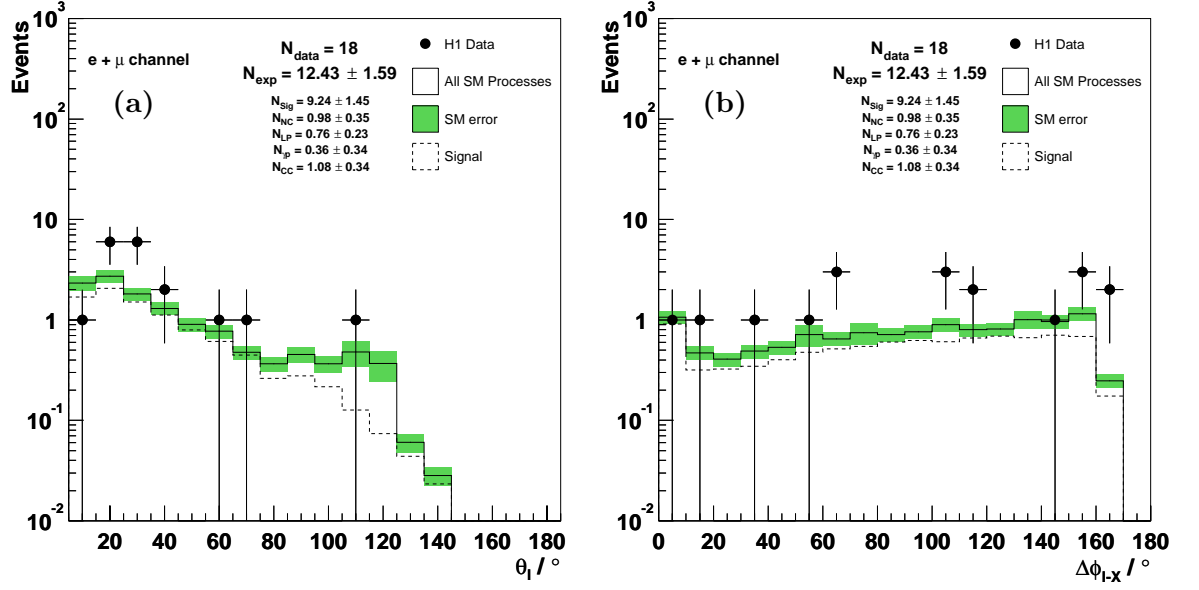 Events
10³
10²
10
1
10⁻¹
10⁻²
e + μ channel
(a)
N_data = 18
N_exp = 12.43 ± 1.59
N_Sig = 9.24 ± 1.45
N_NC = 0.98 ± 0.35
N_LP = 0.76 ± 0.23
N_γp = 0.36 ± 0.34
N_CC = 1.08 ± 0.34
H1 Data
All SM Processes
SM error
Signal
20 40 60 80 100 120 140 160 180
θ_l / °
Events
10³
10²
10
1
10⁻¹
10⁻²
e + μ channel
(b)
N_data = 18
N_exp = 12.43 ± 1.59
N_Sig = 9.24 ± 1.45
N_NC = 0.98 ± 0.35
N_LP = 0.76 ± 0.23
N_γp = 0.36 ± 0.34
N_CC = 1.08 ± 0.34
H1 Data
All SM Processes
SM error
Signal
0 20 40 60 80 100 120 140 160 180
Δϕ_l-X / °